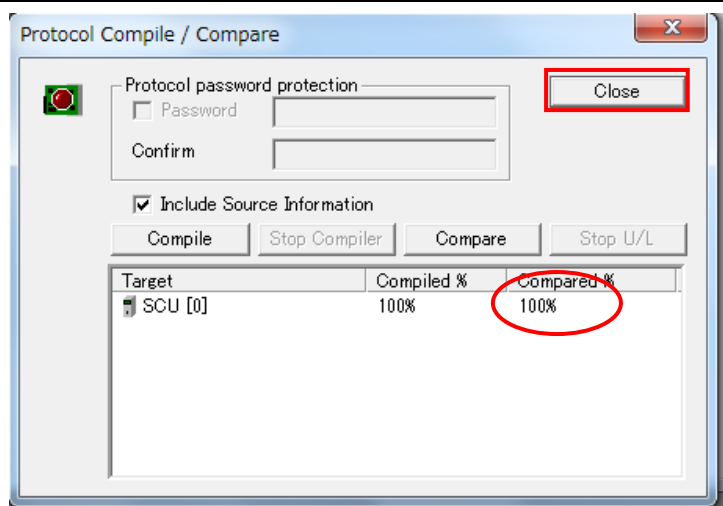 Protocol Compile / Compare
Protocol password protection
Close
Password
Confirm
Include Source Information
Compile Stop Compiler Compare Stop U/L
Target Compiled % Compared %
SCU [0] 100% 100%